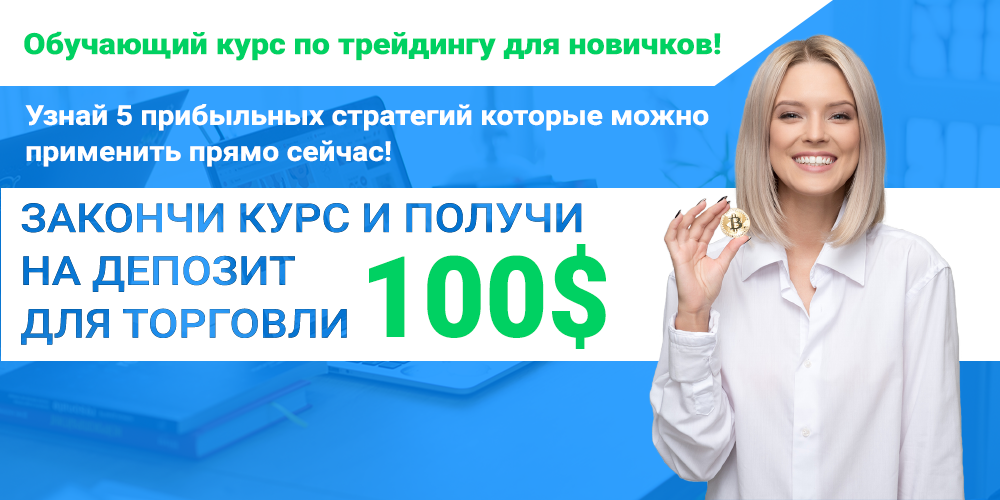 Обучающий курс по трейдингу для новичков!
Узнай 5 прибыльных стратегий которые можно
применить прямо сейчас!
ЗАКОНЧИ КУРС И ПОЛУЧИ
НА ДЕПОЗИТ
ДЛЯ ТОРГОВЛИ
100$